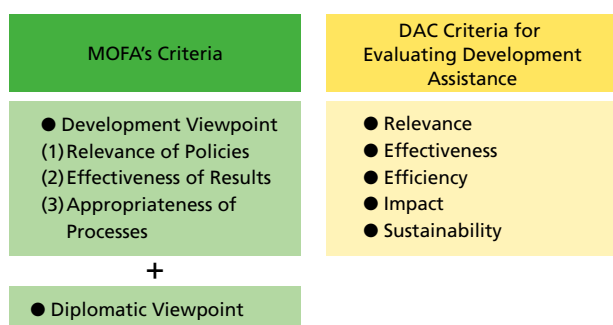 MOFA's Criteria
● Development Viewpoint
(1) Relevance of Policies
(2) Effectiveness of Results
(3) Appropriateness of
Processes
+
● Diplomatic Viewpoint
DAC Criteria for
Evaluating Development
Assistance
● Relevance
● Effectiveness
● Efficiency
● Impact
● Sustainability